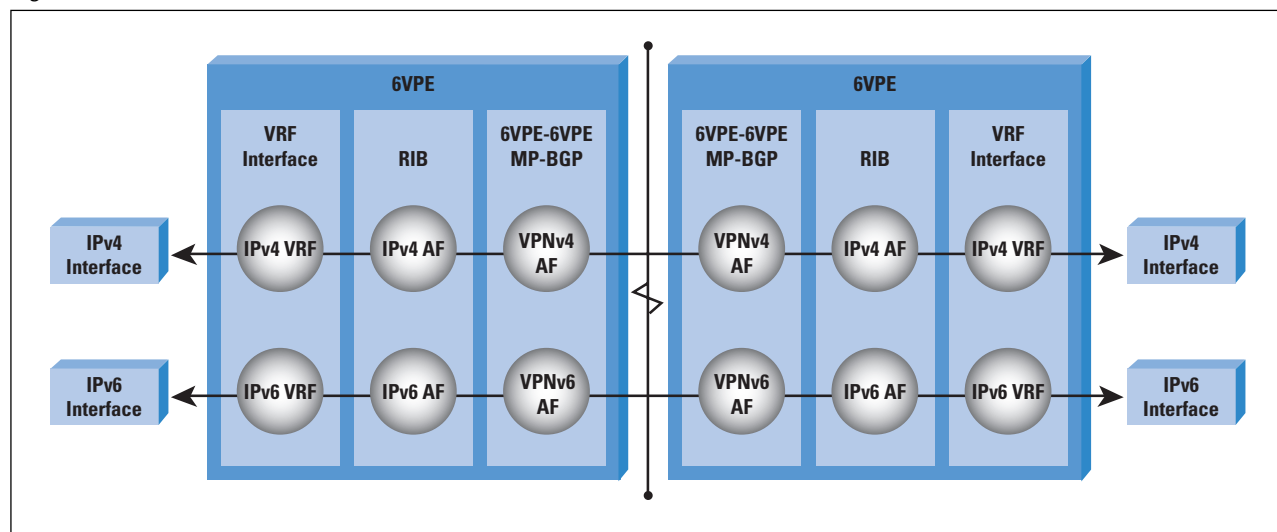 6VPE
VRF
Interface
RIB
6VPE-6VPE
MP-BGP
IPv4
Interface
IPv4 VRF
IPv4 AF
VPNv4
AF
IPv6
Interface
IPv6 VRF
IPv6 AF
VPNv6
AF
6VPE
6VPE-6VPE
MP-BGP
RIB
VRF
Interface
VPNv4
AF
IPv4 AF
IPv4 VRF
IPv4
Interface
VPNv6
AF
IPv6 AF
IPv6 VRF
IPv6
Interface